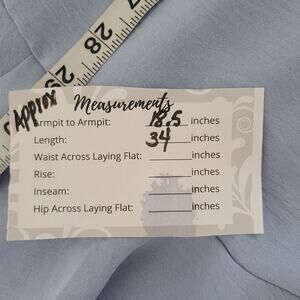 28
29
Approx
Measurements
Armpit to Armpit: 18.5 inches
Length: 34 inches
Waist Across Laying Flat: inches
Rise: inches
Inseam: inches
Hip Across Laying Flat: inches